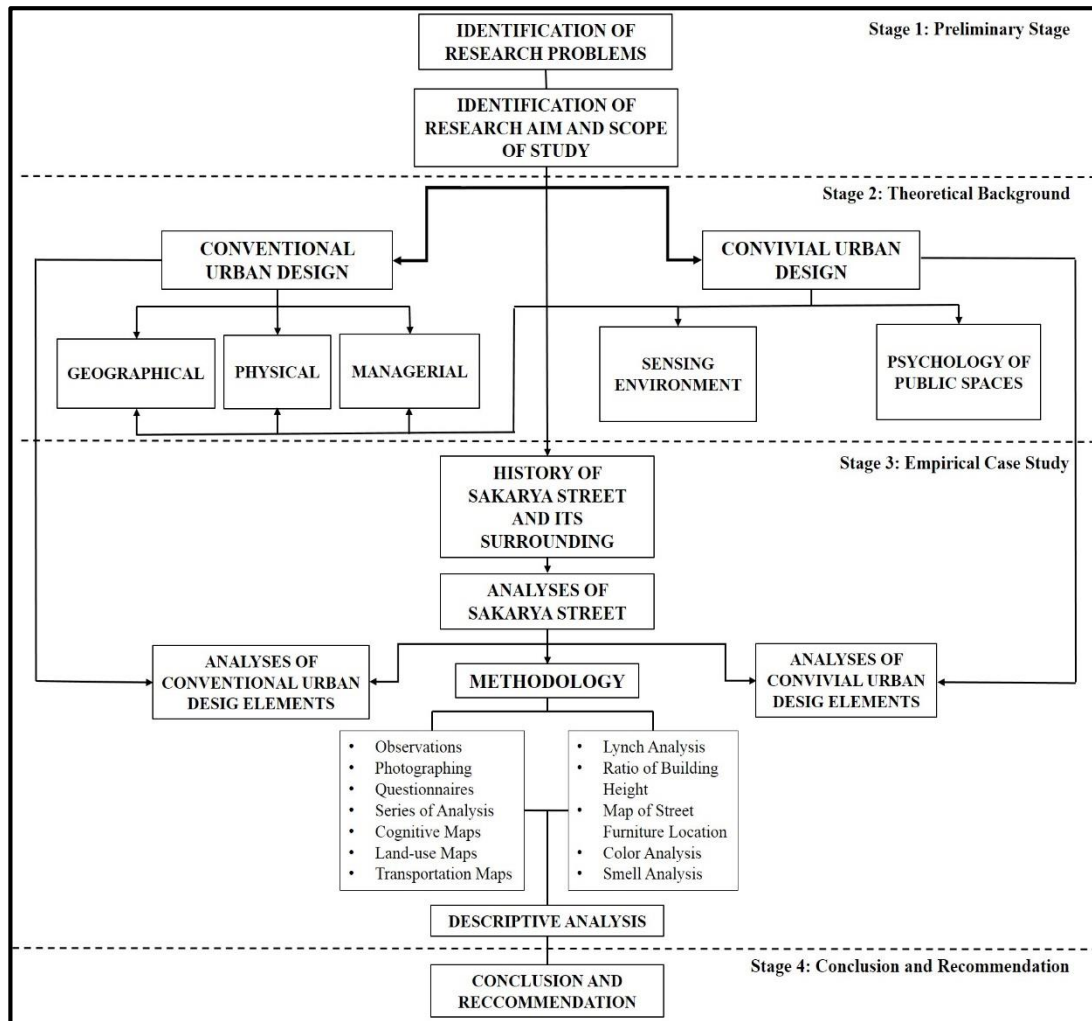 Stage 1: Preliminary Stage
IDENTIFICATION OF
RESEARCH PROBLEMS
IDENTIFICATION OF
RESEARCH AIM AND SCOPE
OF STUDY
Stage 2: Theoretical Background
CONVENTIONAL
URBAN DESIGN
CONVIVIAL URBAN
DESIGN
GEOGRAPHICAL
PHYSICAL
MANAGERIAL
SENSING
ENVIRONMENT
PSYCHOLOGY OF
PUBLIC SPACES
Stage 3: Empirical Case Study
HISTORY OF
SAKARYA STREET
AND ITS
SURROUNDING
ANALYSES OF
SAKARYA STREET
ANALYSES OF
CONVENTIONAL URBAN
DESIG ELEMENTS
METHODOLOGY
ANALYSES OF
CONVIVIAL URBAN
DESIG ELEMENTS
• Observations
• Photographing
• Questionnaires
• Series of Analysis
• Cognitive Maps
• Land-use Maps
• Transportation Maps
• Lynch Analysis
• Ratio of Building
Height
• Map of Street
Furniture Location
• Color Analysis
• Smell Analysis
DESCRIPTIVE ANALYSIS
Stage 4: Conclusion and Recommendation
CONCLUSION AND
RECCOMMENDATION